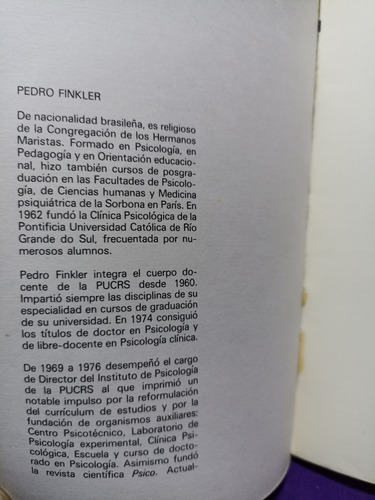 PEDRO FINKLER
De nacionalidad brasileña, es religioso
de la Congregación de los Hermanos
Maristas. Formado en Psicología, en
Pedagogía y en Orientación educacio-
nal, hizo también cursos de posgra-
duación en las Facultades de Psicolo-
gía, de Ciencias humanas y Medicina
psiquiátrica de la Sorbona en París. En
1962 fundó la Clínica Psicológica de la
Pontificia Universidad Católica de Río
Grande do Sul, frecuentada por nu-
merosos alumnos.
Pedro Finkler integra el cuerpo do-
cente de la PUCRS desde 1960.
Impartió siempre las disciplinas de su
especialidad en cursos de graduación
de su universidad. En 1974 consiguió
los títulos de doctor en Psicología y
de libre-docente en Psicología clínica.
De 1969 a 1976 desempeñó el cargo
de Director del Instituto de Psicología
de la PUCRS al que imprimió un
notable impulso por la reformulación
del currículum de estudios y por la
fundación de organismos auxiliares:
Centro Psicotécnico, Laboratorio de
Psicología experimental, Clínica Psi-
cológica, Escuela y curso de docto-
rado en Psicología. Asimismo fundó
la revista científica Psico. Actual-